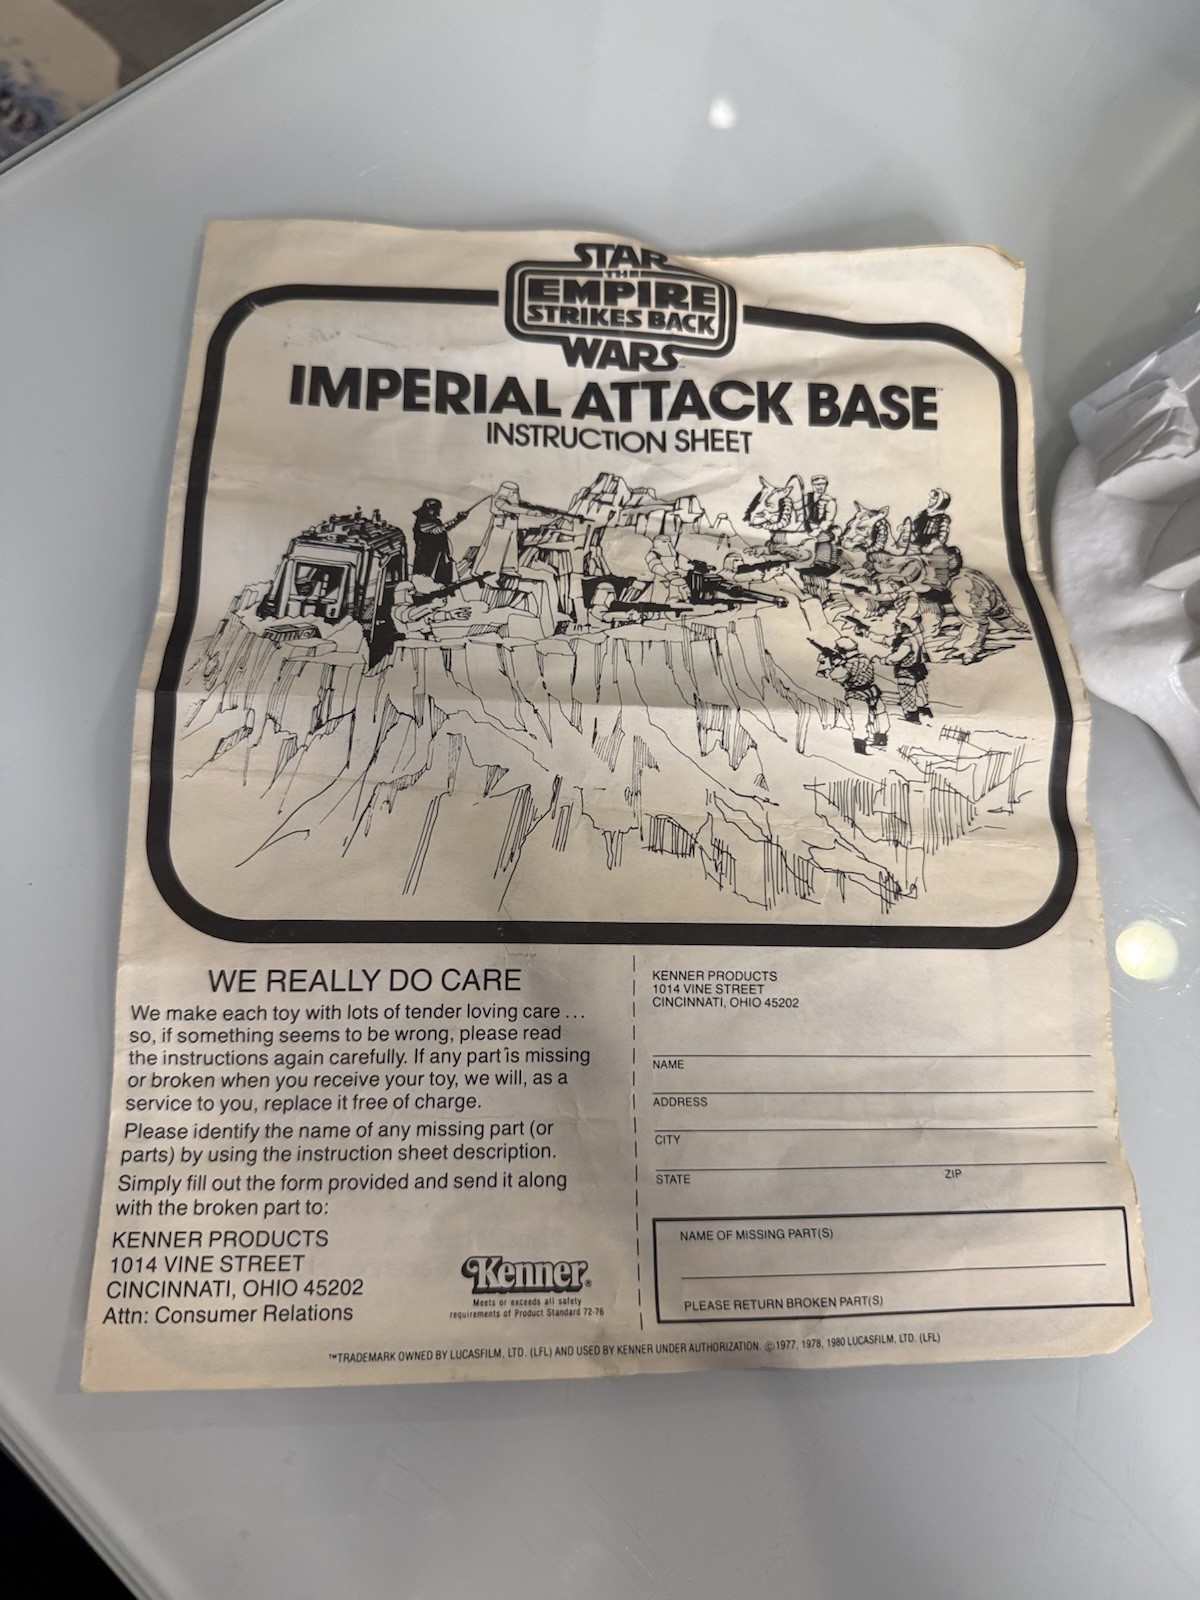 STAR
THE
EMPIRE
STRIKES BACK
WARS™
IMPERIAL ATTACK BASE™
INSTRUCTION SHEET
WE REALLY DO CARE
We make each toy with lots of tender loving care ...
so, if something seems to be wrong, please read
the instructions again carefully. If any part is missing
or broken when you receive your toy, we will, as a
service to you, replace it free of charge.
Please identify the name of any missing part (or
parts) by using the instruction sheet description.
Simply fill out the form provided and send it along
with the broken part to:
KENNER PRODUCTS
1014 VINE STREET
CINCINNATI, OHIO 45202
Attn: Consumer Relations
Kenner®
Meets or exceeds all safety
requirements of Product Standard 72-76
KENNER PRODUCTS
1014 VINE STREET
CINCINNATI, OHIO 45202
NAME
ADDRESS
CITY
STATE ZIP
NAME OF MISSING PART(S)
PLEASE RETURN BROKEN PART(S)
™TRADEMARK OWNED BY LUCASFILM, LTD. (LFL) AND USED BY KENNER UNDER AUTHORIZATION. ©1977, 1978, 1980 LUCASFILM, LTD. (LFL)